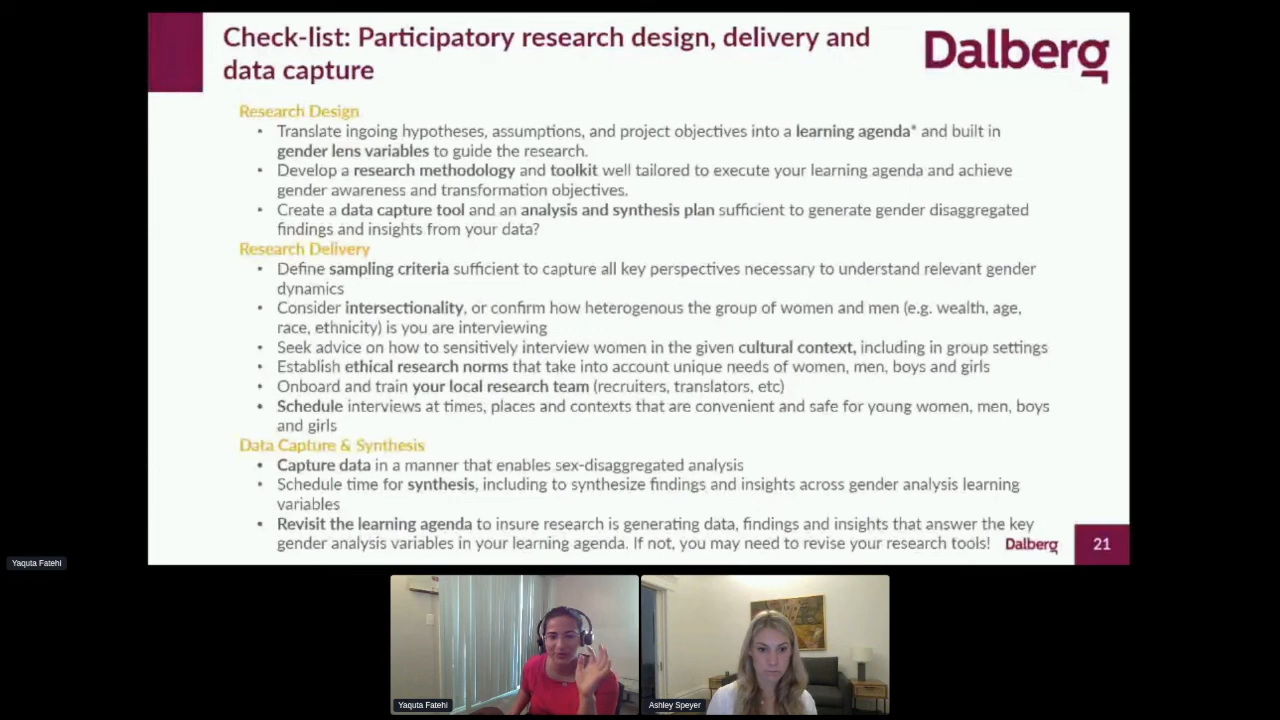 Check-list: Participatory research design, delivery and
data capture
Dalberg
Research Design
• Translate ingoing hypotheses, assumptions, and project objectives into a learning agenda* and built in
gender lens variables to guide the research.
• Develop a research methodology and toolkit well tailored to execute your learning agenda and achieve
gender awareness and transformation objectives.
• Create a data capture tool and an analysis and synthesis plan sufficient to generate gender disaggregated
findings and insights from your data?
Research Delivery
• Define sampling criteria sufficient to capture all key perspectives necessary to understand relevant gender
dynamics
• Consider intersectionality, or confirm how heterogenous the group of women and men (e.g. wealth, age,
race, ethnicity) is you are interviewing
• Seek advice on how to sensitively interview women in the given cultural context, including in group settings
• Establish ethical research norms that take into account unique needs of women, men, boys and girls
• Onboard and train your local research team (recruiters, translators, etc)
• Schedule interviews at times, places and contexts that are convenient and safe for young women, men, boys
and girls
Data Capture & Synthesis
• Capture data in a manner that enables sex-disaggregated analysis
• Schedule time for synthesis, including to synthesize findings and insights across gender analysis learning
variables
• Revisit the learning agenda to insure research is generating data, findings and insights that answer the key
gender analysis variables in your learning agenda. If not, you may need to revise your research tools!
Dalberg
21
Yaquta Fatehi
Yaquta Fatehi
Ashley Speyer